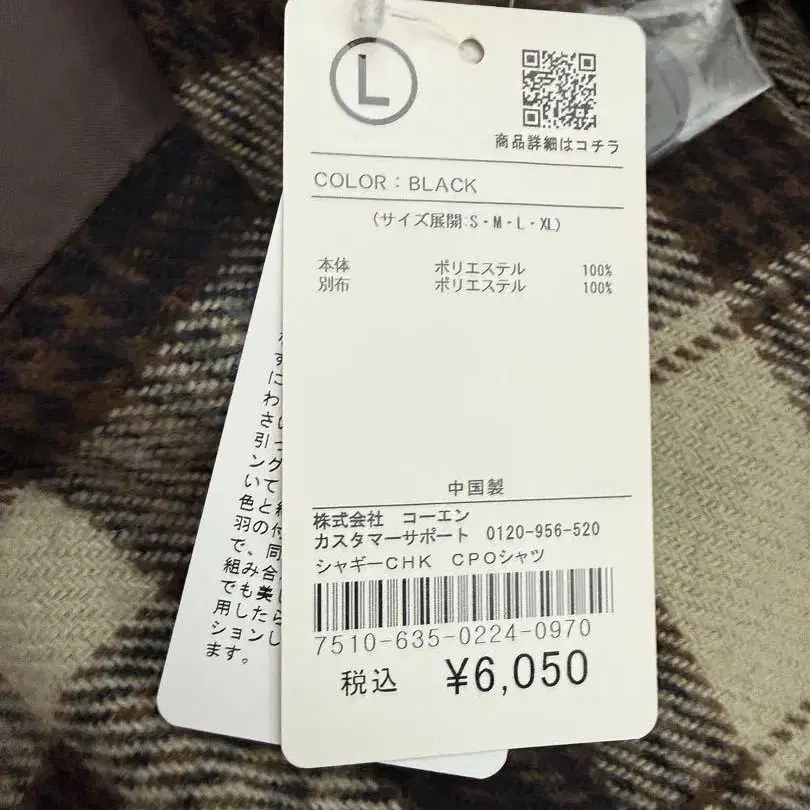 L
商品詳細はコチラ
COLOR：BLACK
(サイズ展開:S・M・L・XL)
本体 ポリエステル 100%
別布 ポリエステル 100%
中国製
株式会社 コーエン
カスタマーサポート 0120-956-520
シャギーCHK CPOシャツ
7510-635-0224-0970
税込 ¥6,050
す
に
わ
さ
引っ
ング
いて
色と
羽の付
で、同
組み合
でも美し
用したら
ションし
ます。